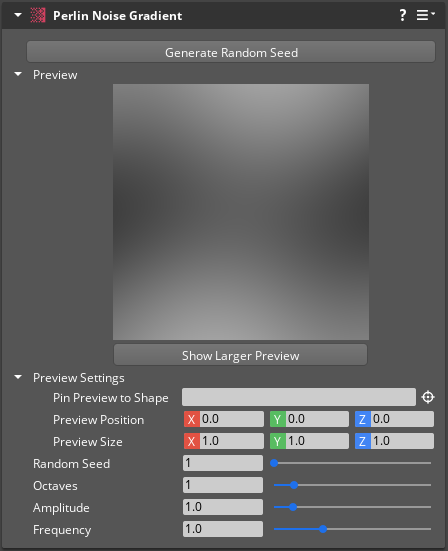 Perlin Noise Gradient ?
Generate Random Seed
Preview
Show Larger Preview
Preview Settings
Pin Preview to Shape
Preview Position X 0.0 Y 0.0 Z 0.0
Preview Size X 1.0 Y 1.0 Z 1.0
Random Seed 1
Octaves 1
Amplitude 1.0
Frequency 1.0